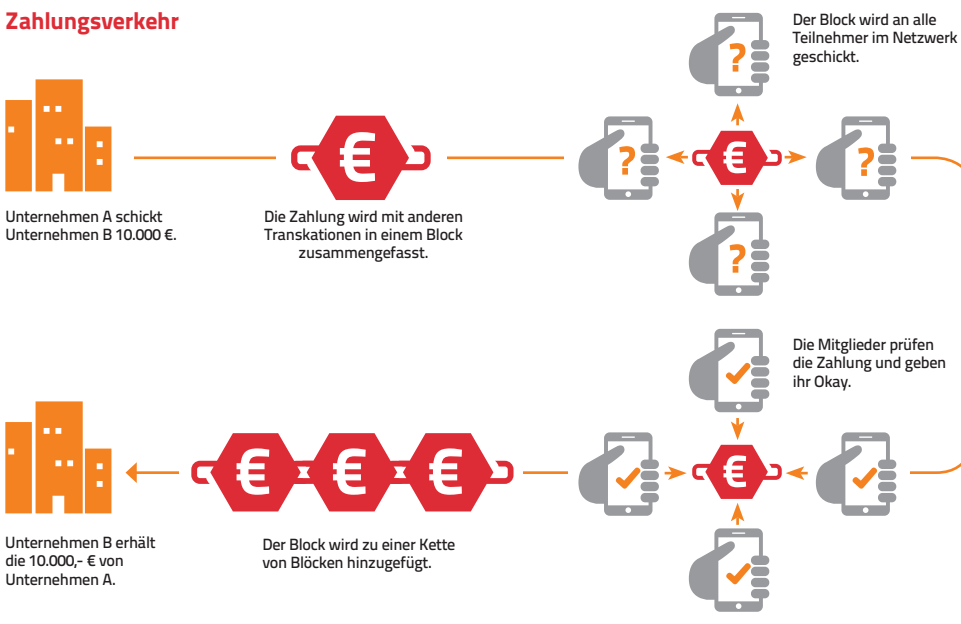 Zahlungsverkehr
Unternehmen A schickt
Unternehmen B 10.000 €.
€
Die Zahlung wird mit anderen
Transkationen in einem Block
zusammengefasst.
Der Block wird an alle
Teilnehmer im Netzwerk
geschickt.
?
? € ?
?
Die Mitglieder prüfen
die Zahlung und geben
ihr Okay.
€
€ € €
Der Block wird zu einer Kette
von Blöcken hinzugefügt.
Unternehmen B erhält
die 10.000,- € von
Unternehmen A.